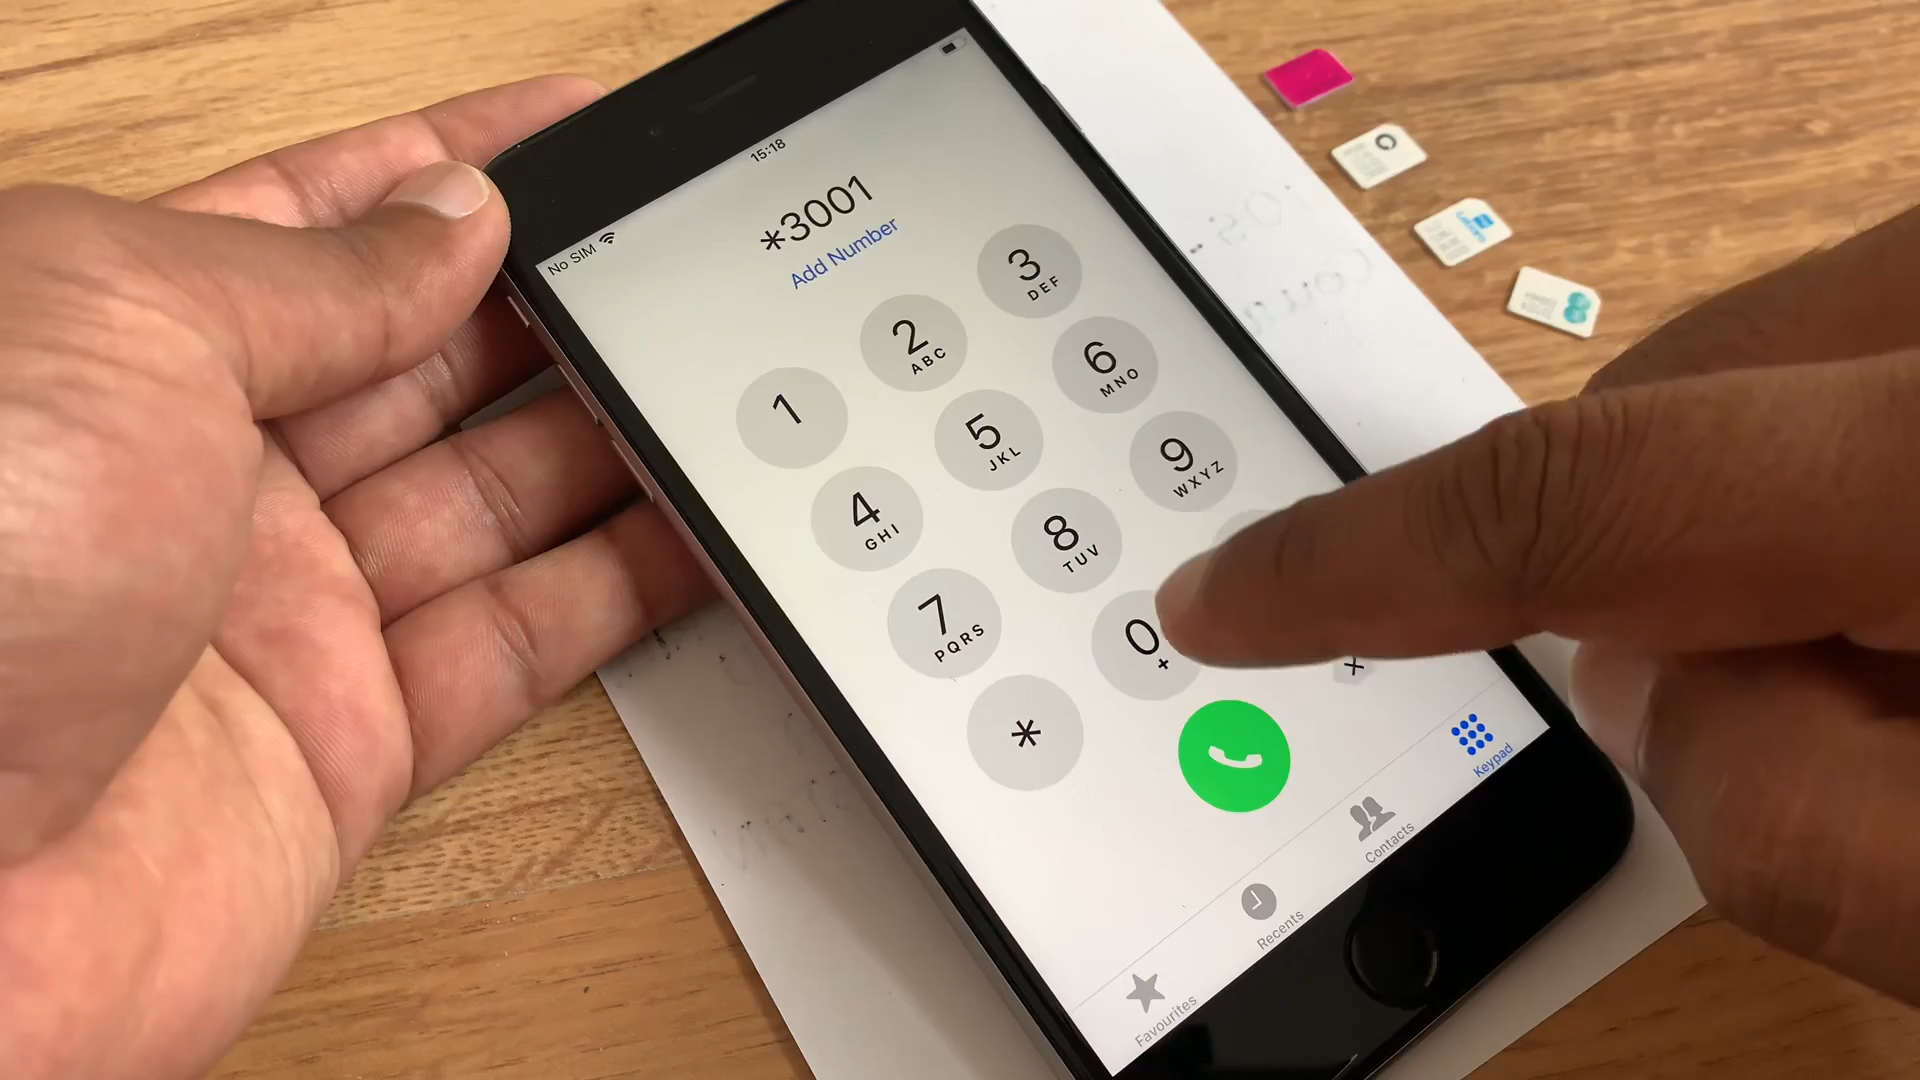 15:18
No SIM
*3001
Add Number
1
2
ABC
3
DEF
4
GHI
5
JKL
6
MNO
7
PQRS
8
TUV
9
WXYZ
*
0
+
Favourites
Recents
Contacts
Keypad